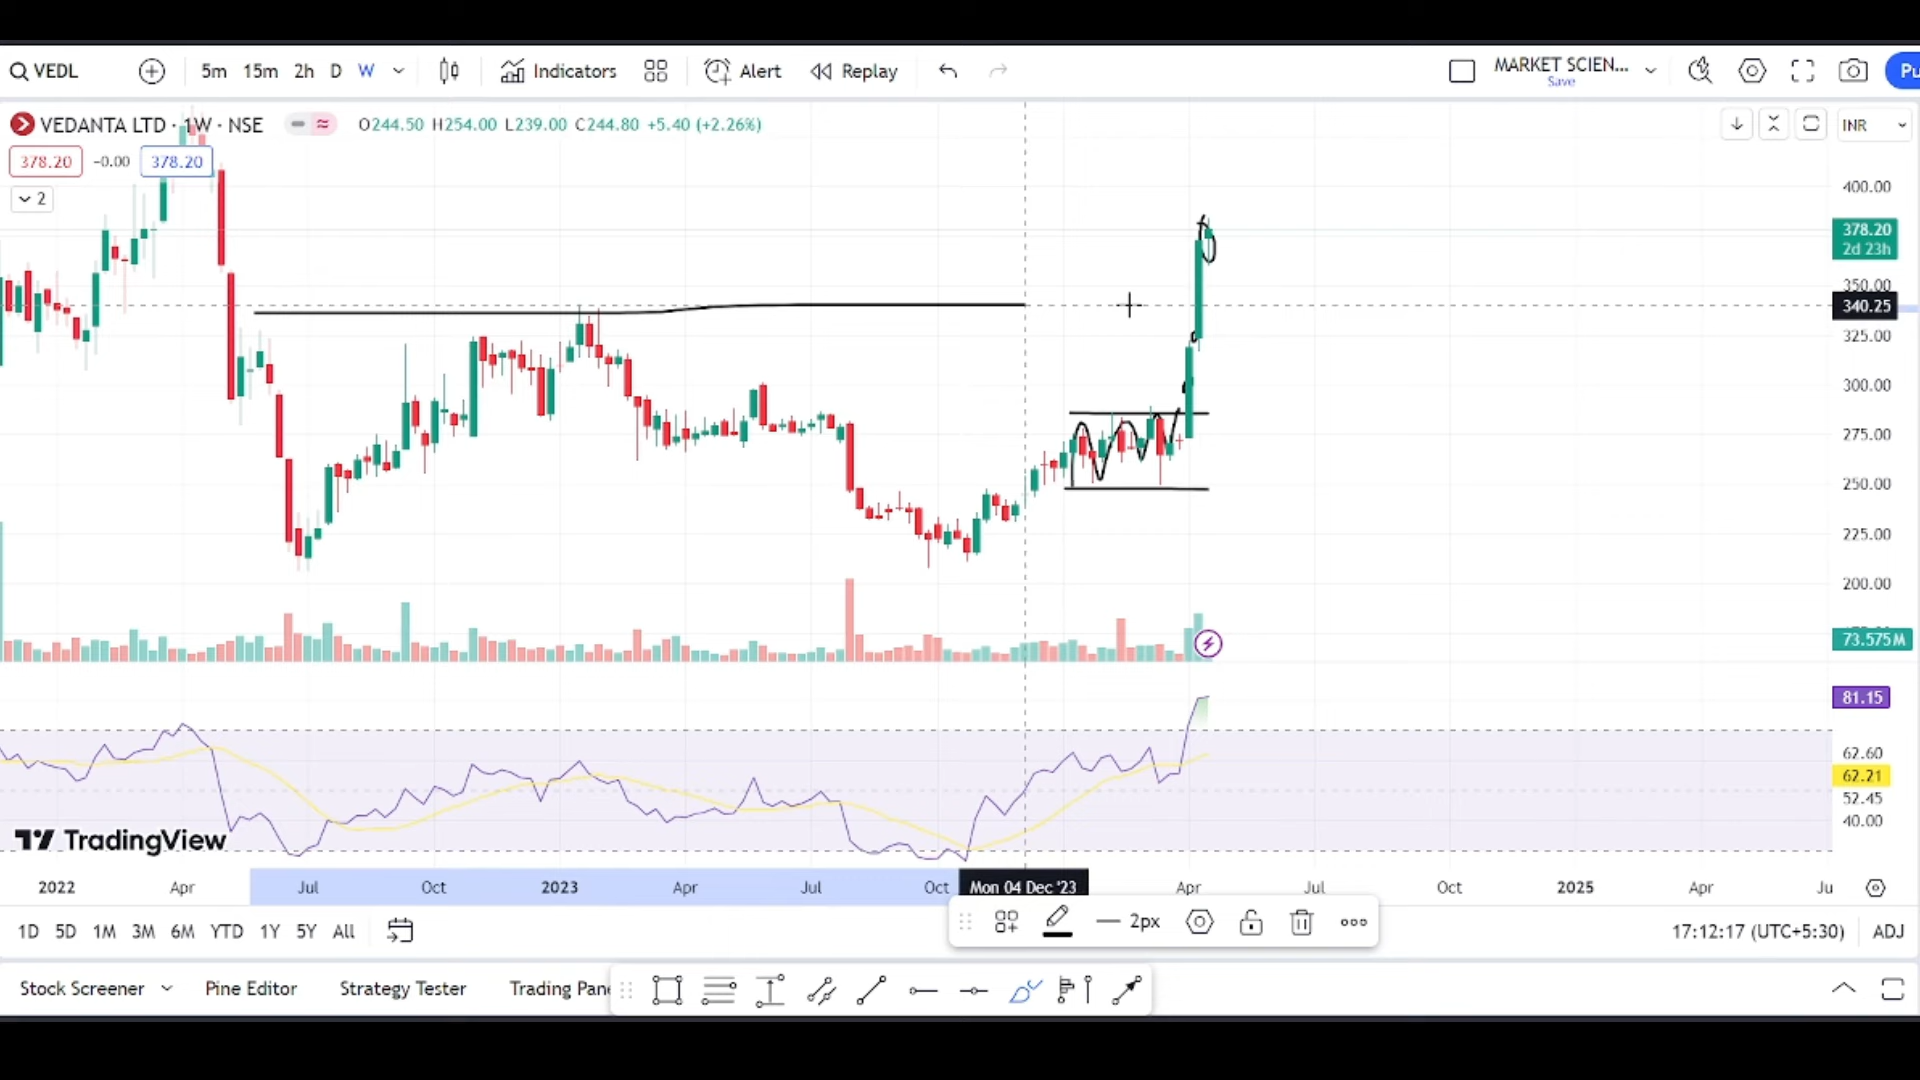 VEDL 5m 15m 2h D W Indicators Alert Replay MARKET SCIEN... Save Pu
VEDANTA LTD · 1W · NSE O244.50 H254.00 L239.00 C244.80 +5.40 (+2.26%) INR
378.20 −0.00 378.20
2
400.00
378.20
2d 23h
350.00
340.25
325.00
300.00
275.00
250.00
225.00
200.00
73.575M
81.15
62.60
62.21
52.45
40.00
TradingView
2022 Apr Jul Oct 2023 Apr Jul Oct Mon 04 Dec '23 Apr Jul Oct 2025 Apr Ju
1D 5D 1M 3M 6M YTD 1Y 5Y All 2px 17:12:17 (UTC+5:30) ADJ
Stock Screener Pine Editor Strategy Tester Trading Pane